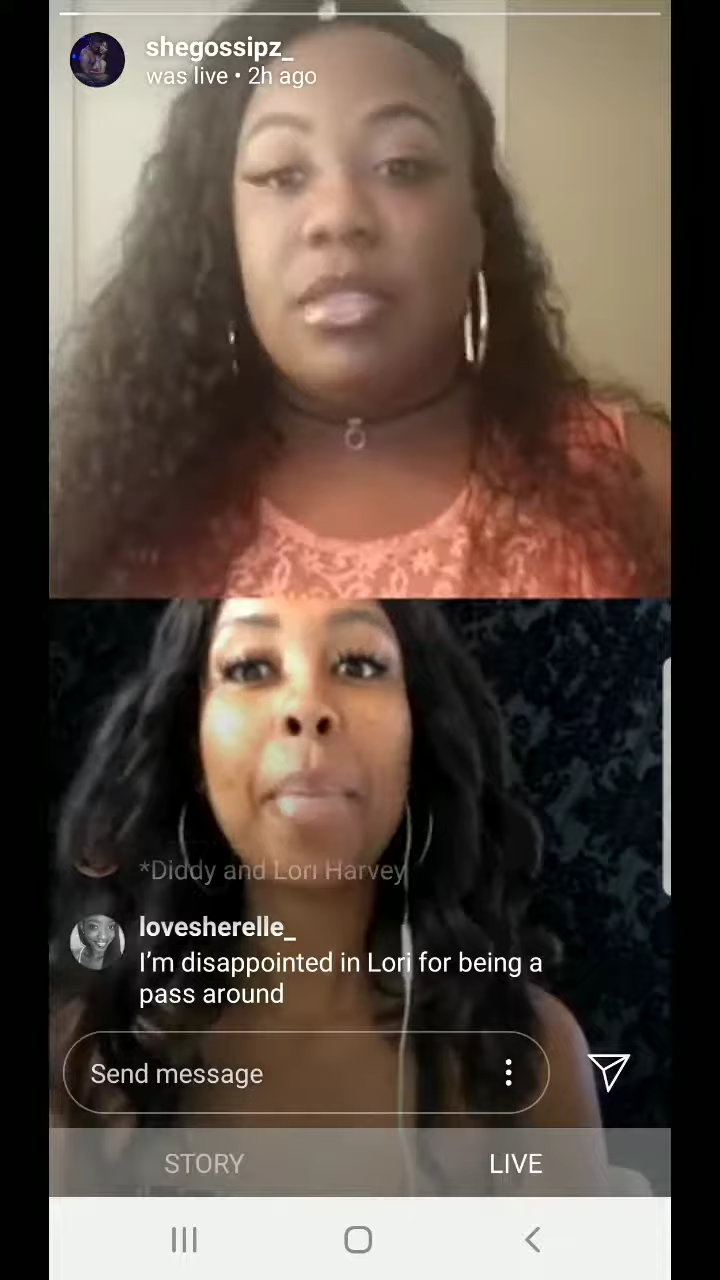 shegossipz_
was live • 2h ago
*Diddy and Lori Harvey
lovesherelle_
I'm disappointed in Lori for being a
pass around
Send message
STORY
LIVE